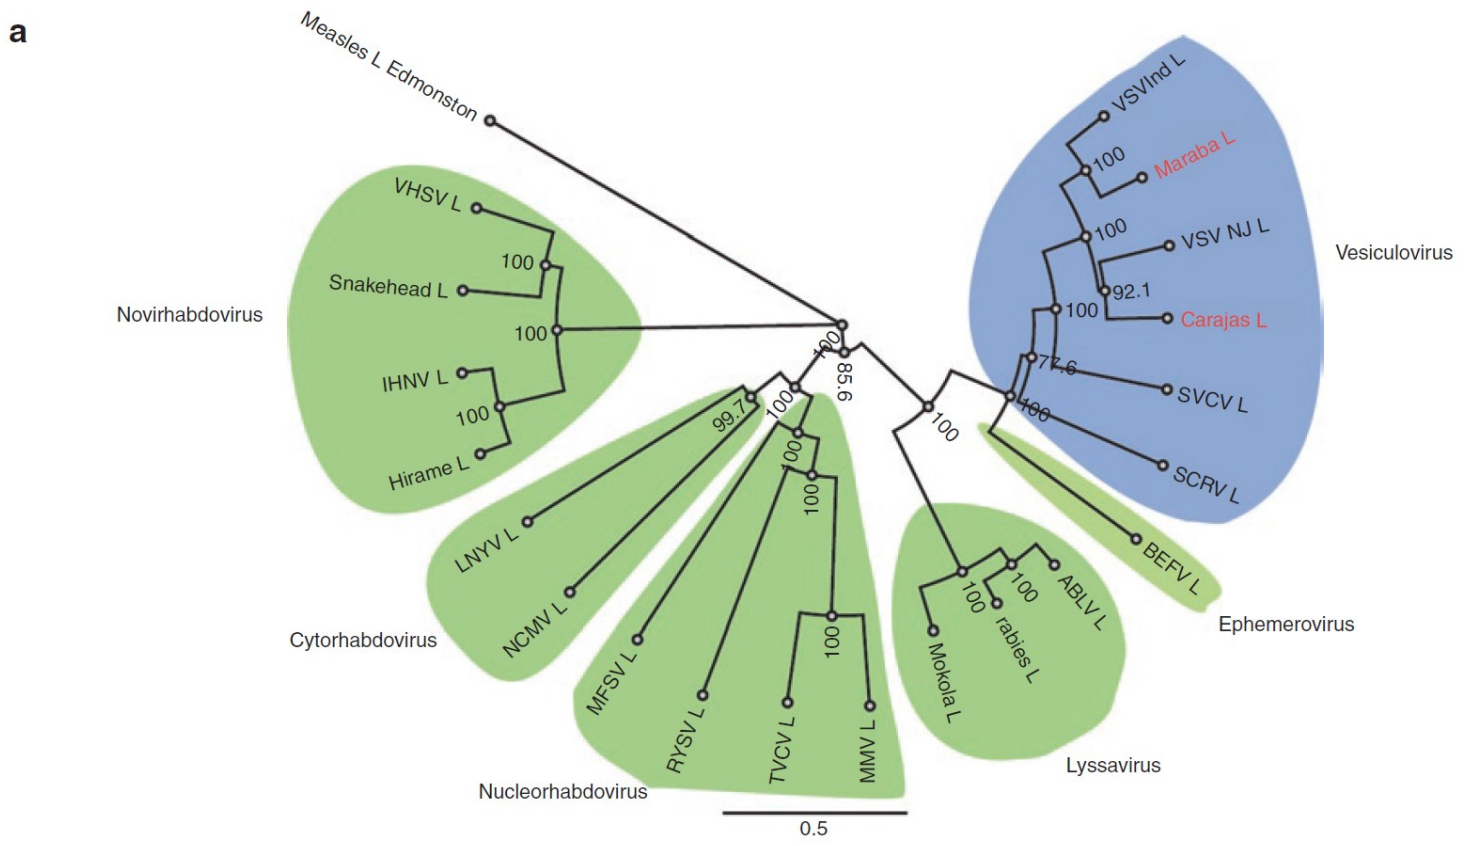 a
Measles L Edmonston
VHSV L
100
Snakehead L
100
Novirhabdovirus
IHNV L
100
Hirame L
VSVInd L
100
Maraba L
100
VSV NJ L
Vesiculovirus
92.1
100
Carajas L
77.6
SVCV L
100
SCRV L
100
85.6
100
99.7
100
100
100
LNYV L
NCMV L
Cytorhabdovirus
MFSV L
RYSV L
100
TVCV L
MMV L
Nucleorhabdovirus
BEFV L
Ephemerovirus
100
100
ABLV L
rabies L
Mokola L
Lyssavirus
0.5